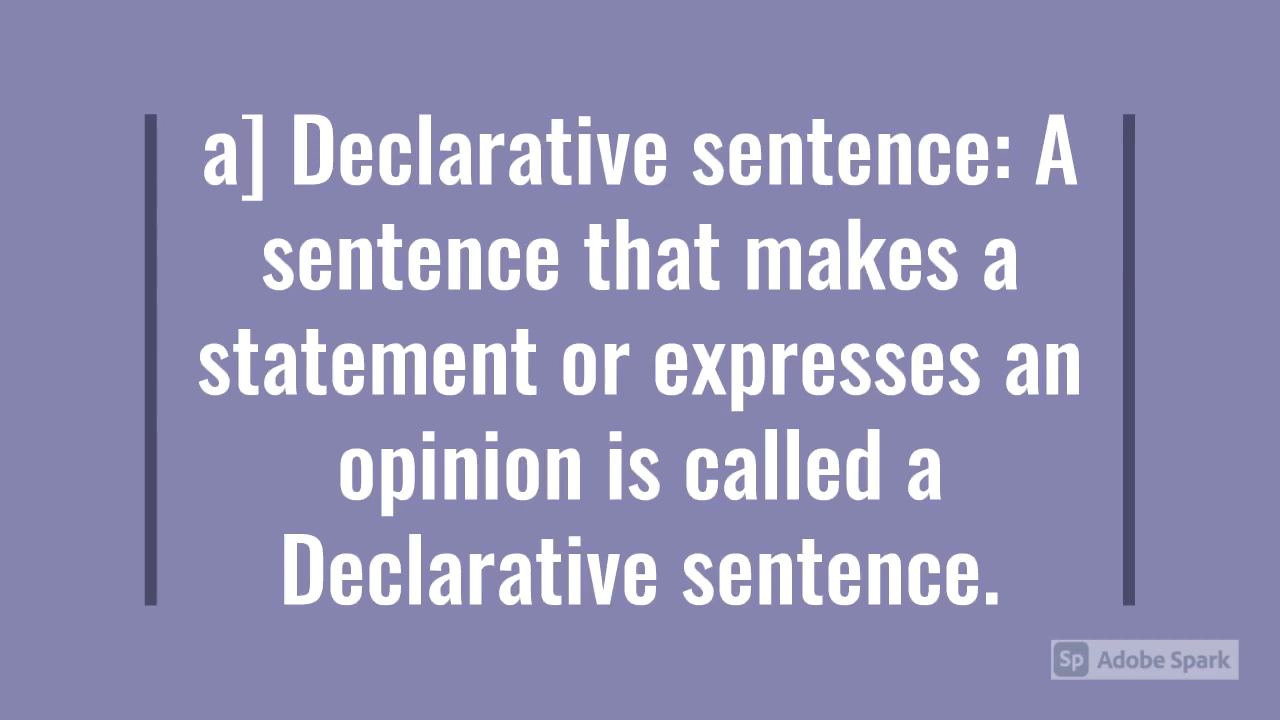 a] Declarative sentence: A
sentence that makes a
statement or expresses an
opinion is called a
Declarative sentence.
Sp Adobe Spark